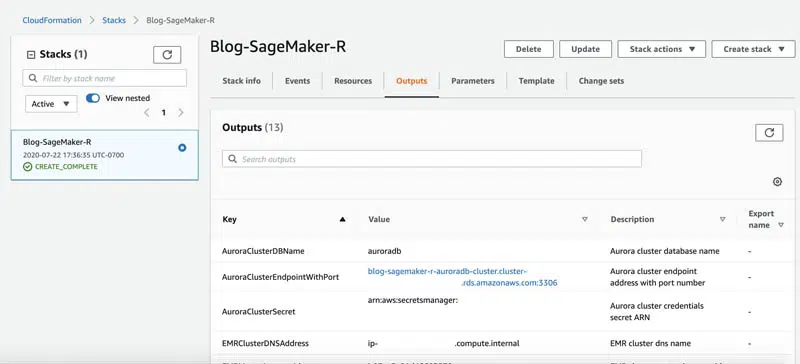 CloudFormation > Stacks > Blog-SageMaker-R
Stacks (1)
Filter by stack name
Active
View nested
1
Blog-SageMaker-R
2020-07-22 17:36:35 UTC-0700
CREATE_COMPLETE
Blog-SageMaker-R
Delete
Update
Stack actions
Create stack
Stack info
Events
Resources
Outputs
Parameters
Template
Change sets
Outputs (13)
Search outputs
Key Value Description Export name
AuroraClusterDBName auroradb Aurora cluster database name -
AuroraClusterEndpointWithPort blog-sagemaker-r-auroradb-cluster.cluster- Aurora cluster endpoint -
.rds.amazonaws.com:3306 address with port number
AuroraClusterSecret arn:aws:secretsmanager: Aurora cluster credentials -
secret ARN
EMRClusterDNSAddress ip- .compute.internal EMR cluster dns name -